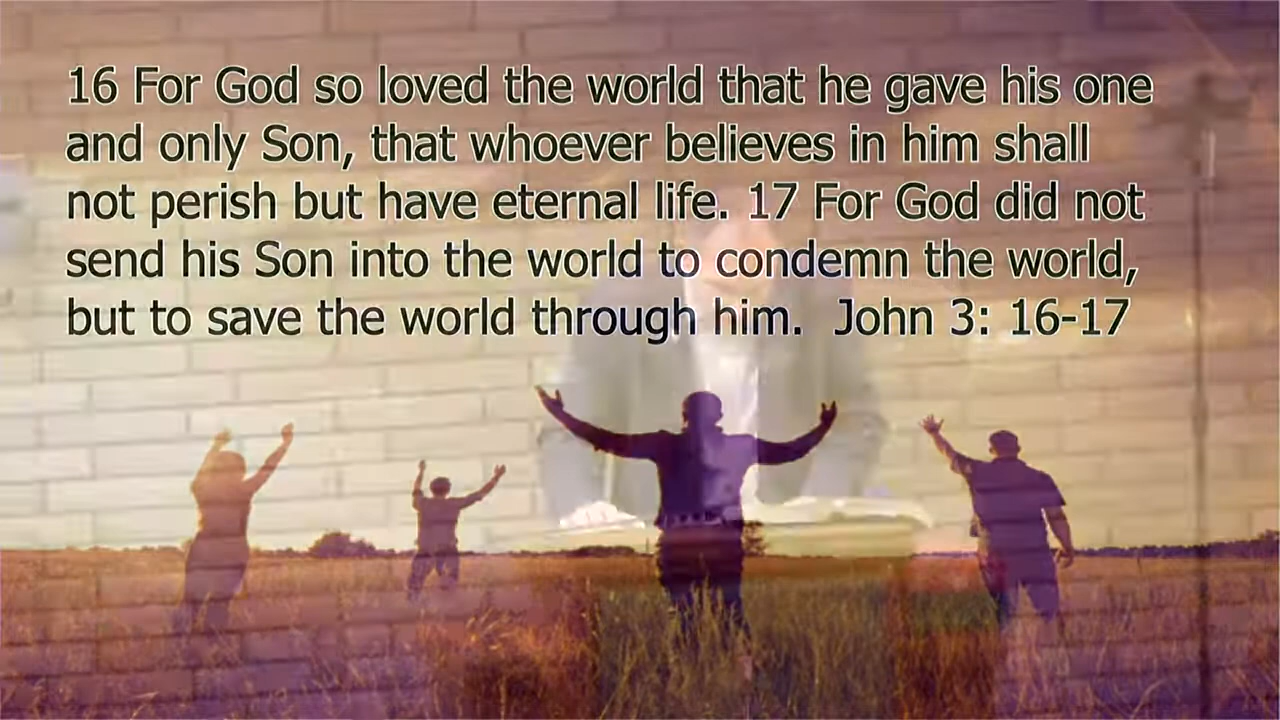 16 For God so loved the world that he gave his one
and only Son, that whoever believes in him shall
not perish but have eternal life. 17 For God did not
send his Son into the world to condemn the world,
but to save the world through him.  John 3: 16-17